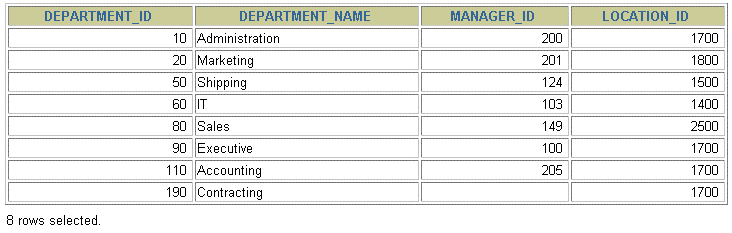 DEPARTMENT_ID DEPARTMENT_NAME MANAGER_ID LOCATION_ID
10 Administration 200 1700
20 Marketing 201 1800
50 Shipping 124 1500
60 IT 103 1400
80 Sales 149 2500
90 Executive 100 1700
110 Accounting 205 1700
190 Contracting 1700
8 rows selected.